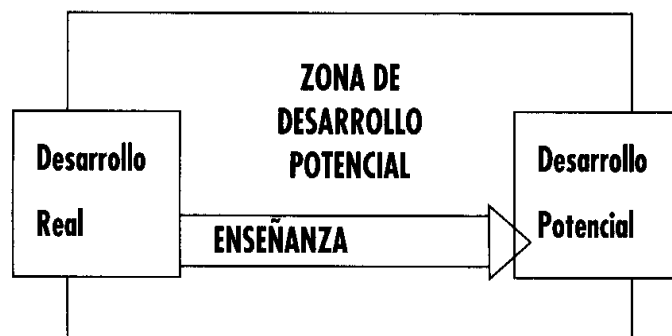 ZONA DE
DESARROLLO
POTENCIAL
Desarrollo
Real
ENSEÑANZA
Desarrollo
Potencial